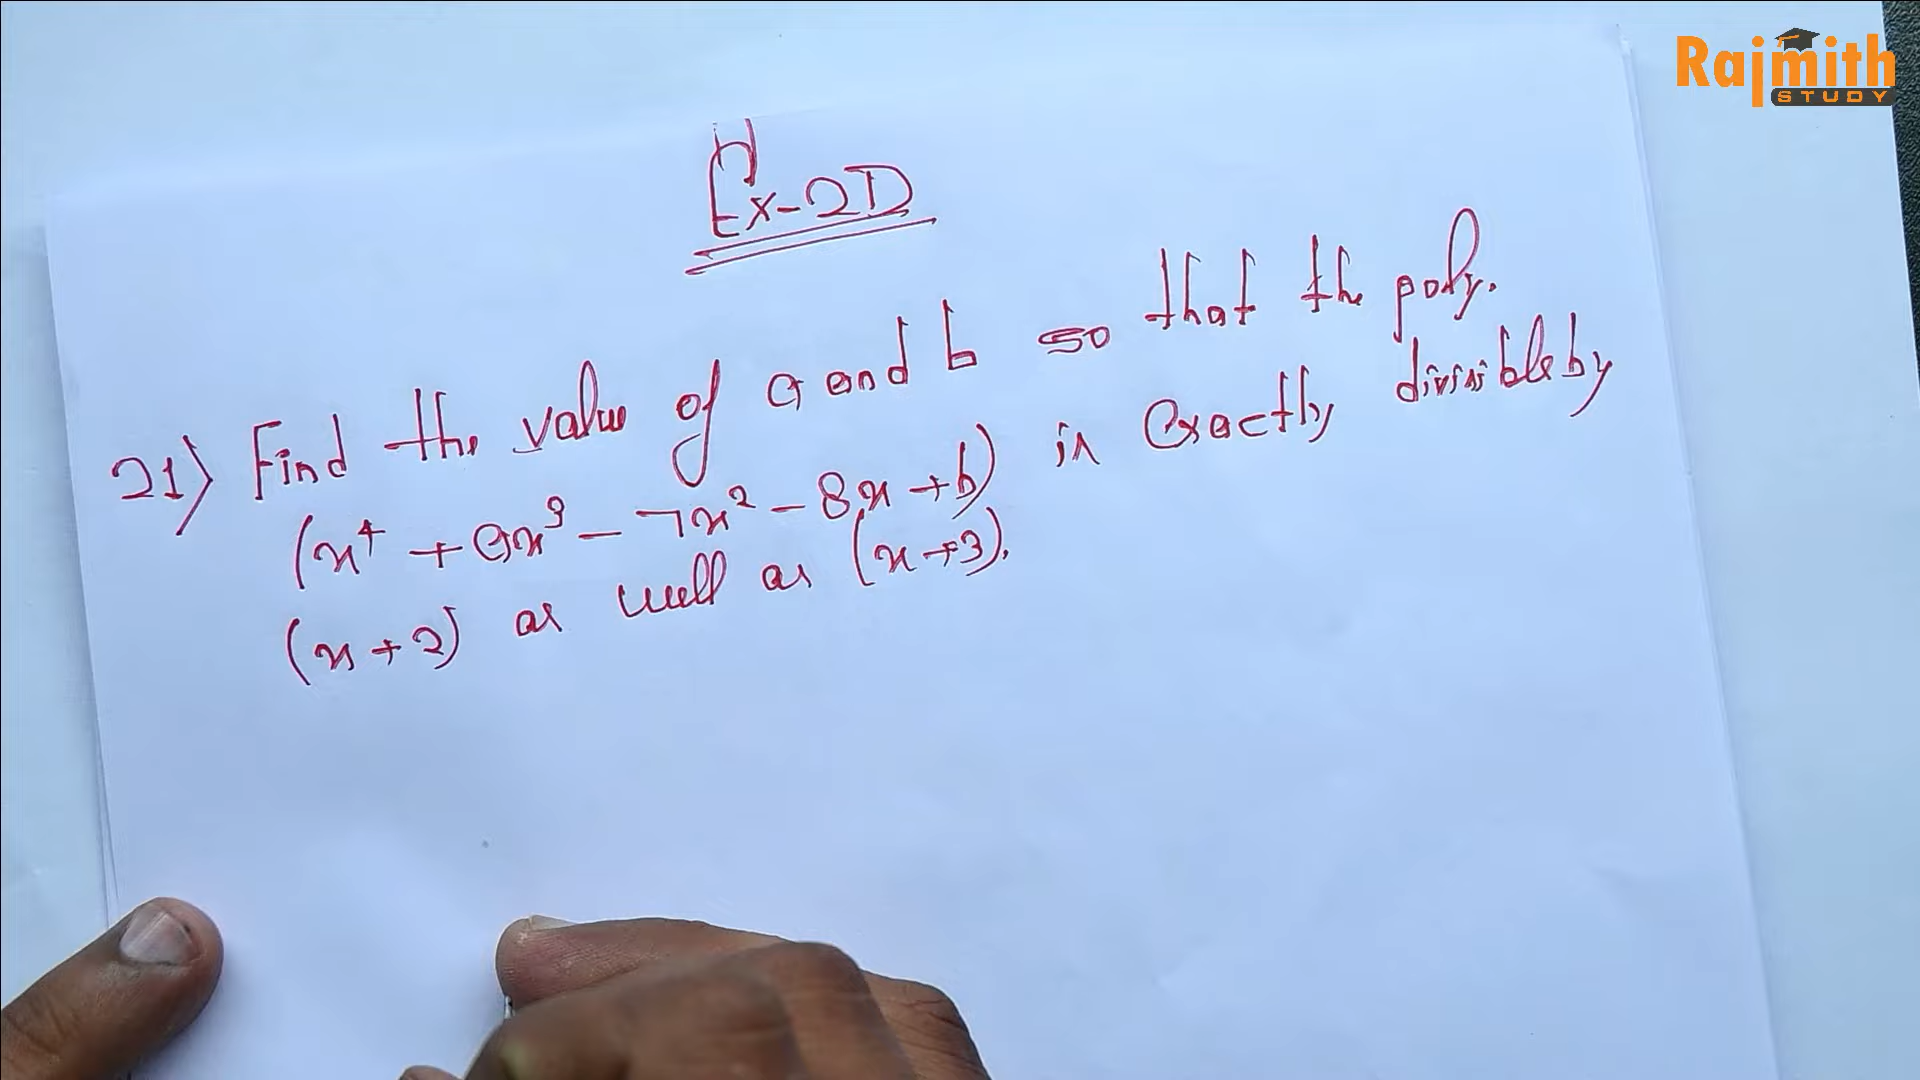 Rajmith
STUDY
Ex-2D
21) Find the value of a and b so that the poly.
(x⁴ + ax³ - 7x² - 8x + b) is exactly divisible by
(x + 2) as well as (x + 3).